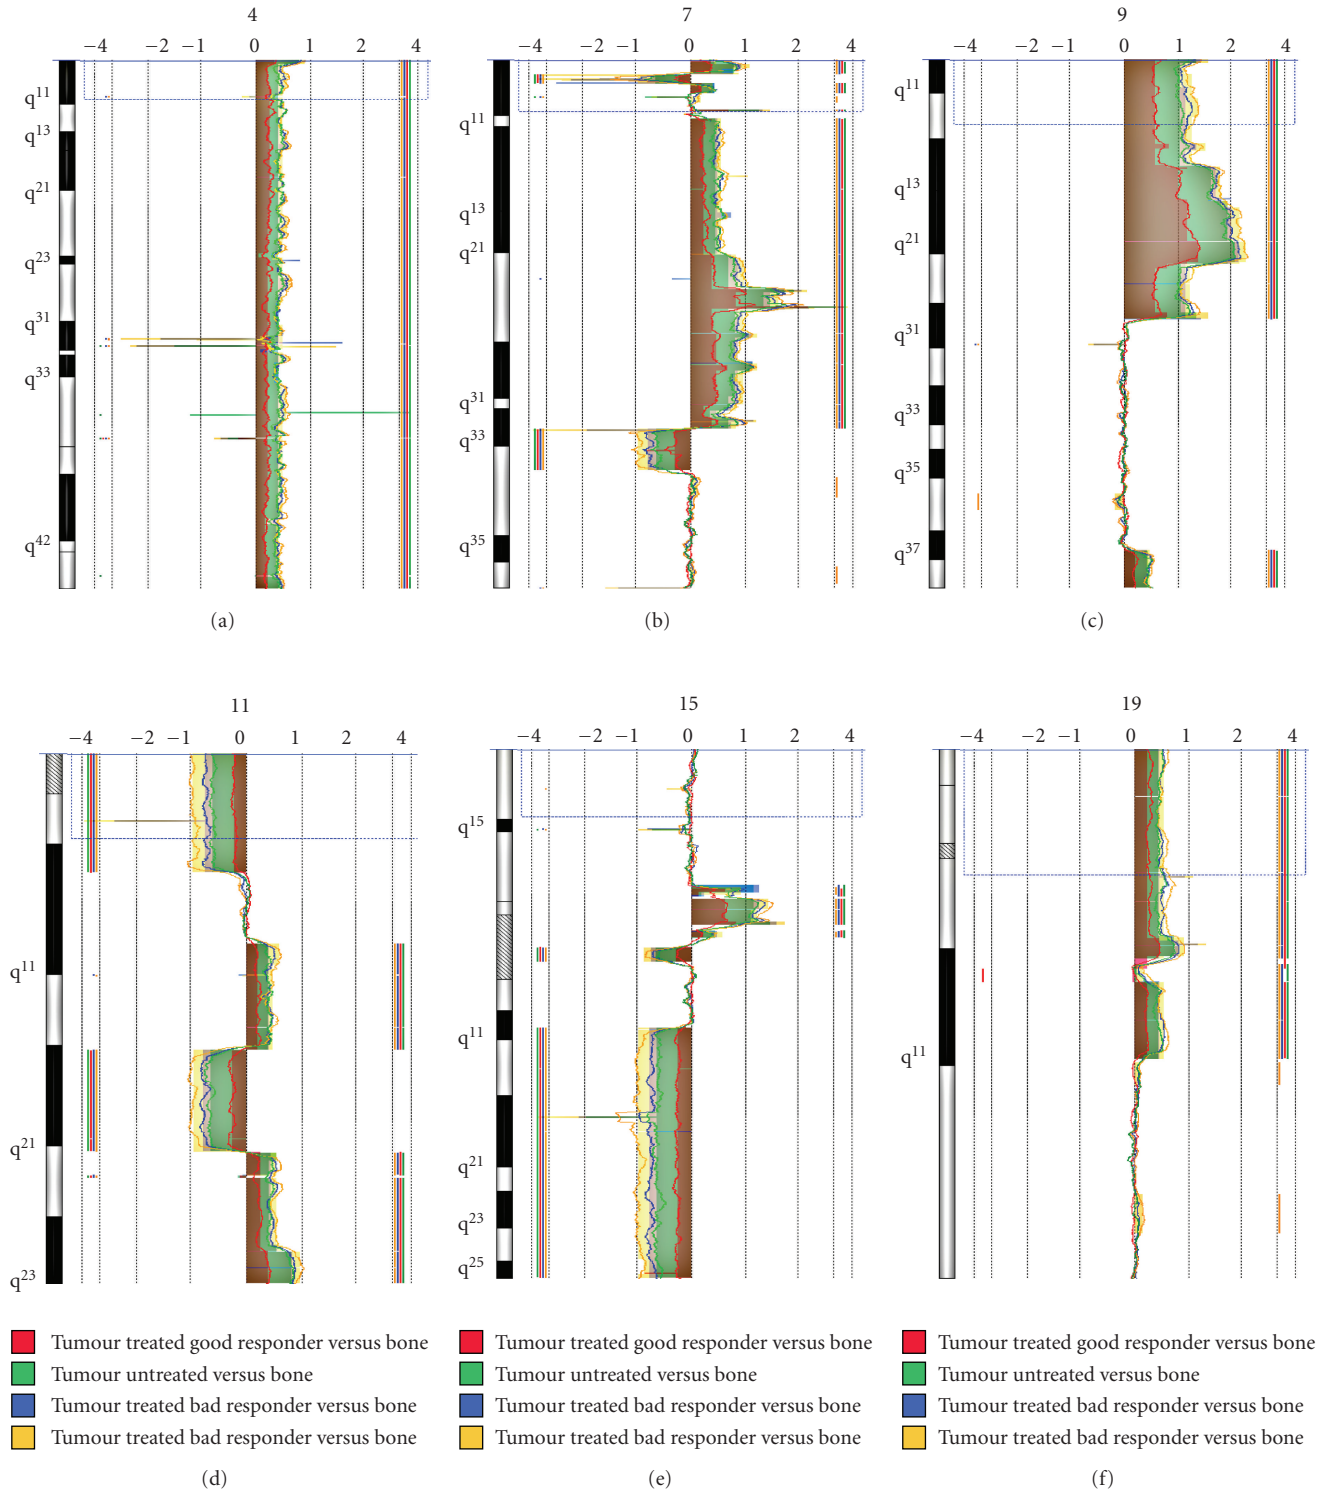 4
−4 −2 −1 0 1 2 4
q11
q13
q21
q23
q31
q33
q42
(a)
7
−4 −2 −1 0 1 2 4
q11
q13
q21
q31
q33
q35
(b)
9
−4 −2 −1 0 1 2 4
q11
q13
q21
q31
q33
q35
q37
(c)
11
−4 −2 −1 0 1 2 4
q11
q21
q23
Tumour treated good responder versus bone
Tumour untreated versus bone
Tumour treated bad responder versus bone
Tumour treated bad responder versus bone
(d)
15
−4 −2 −1 0 1 2 4
q15
q11
q21
q23
q25
Tumour treated good responder versus bone
Tumour untreated versus bone
Tumour treated bad responder versus bone
Tumour treated bad responder versus bone
(e)
19
−4 −2 −1 0 1 2 4
q11
Tumour treated good responder versus bone
Tumour untreated versus bone
Tumour treated bad responder versus bone
Tumour treated bad responder versus bone
(f)